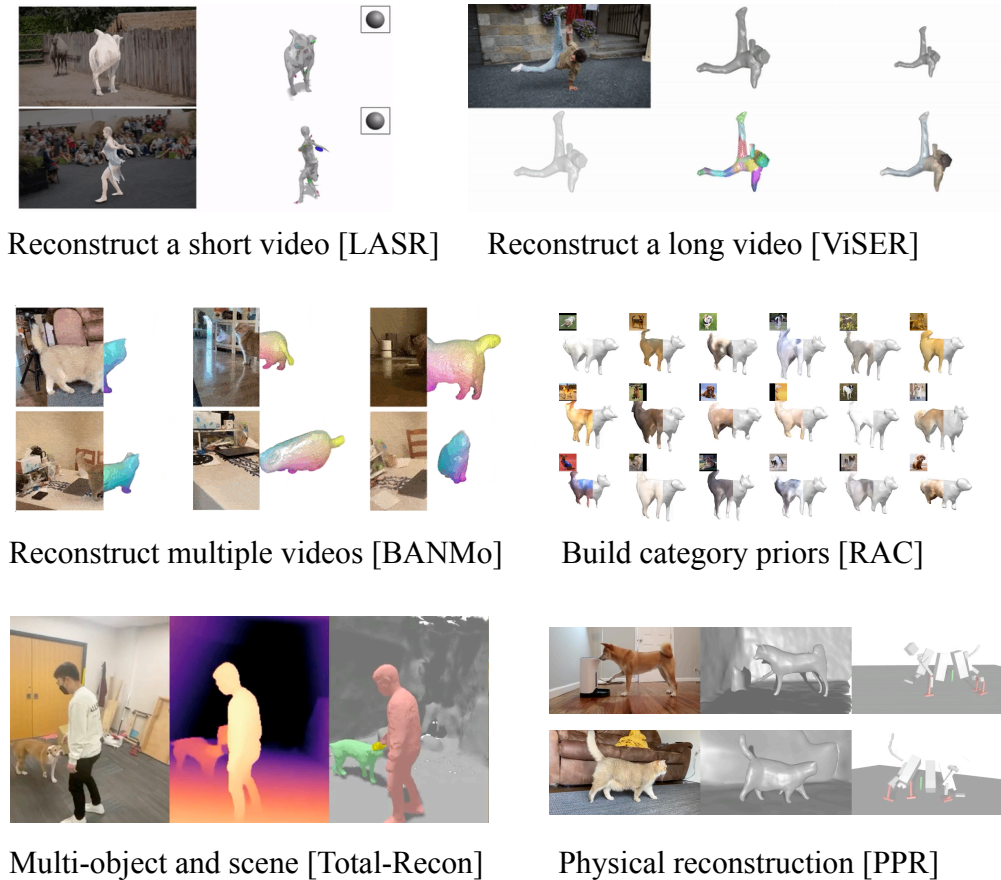 Reconstruct a short video [LASR]
Reconstruct a long video [ViSER]
Reconstruct multiple videos [BANMo]
Build category priors [RAC]
Multi-object and scene [Total-Recon]
Physical reconstruction [PPR]